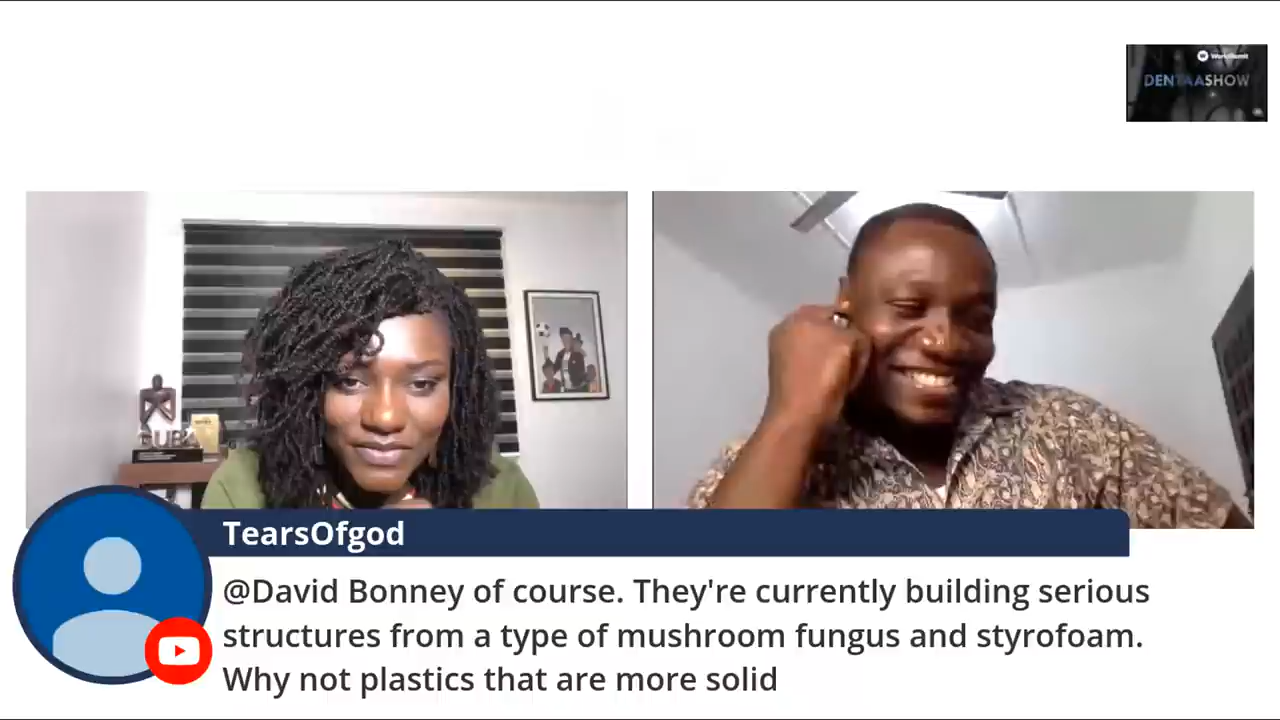 WorldRemit
DENTAASHOW
TearsOfgod
@David Bonney of course. They're currently building serious
structures from a type of mushroom fungus and styrofoam.
Why not plastics that are more solid